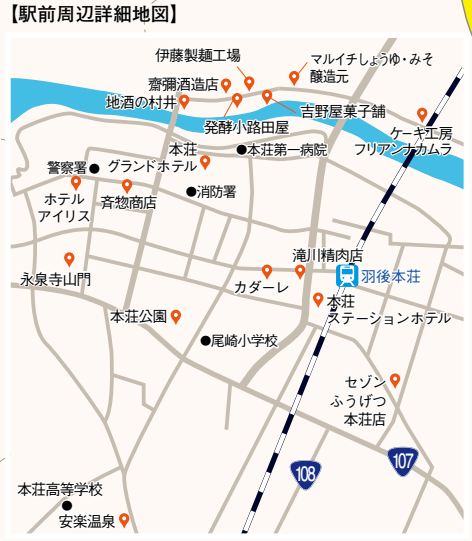 【駅前周辺詳細地図】
伊藤製麺工場
マルイチしょうゆ・みそ
醸造元
齋彌酒造店
地酒の村井
吉野屋菓子舗
発酵小路田屋
ケーキ工房
フリアンナカムラ
本荘
グランドホテル
本荘第一病院
警察署
消防署
ホテル
アイリス
斉惣商店
永泉寺山門
滝川精肉店
羽後本荘
カダーレ
本荘
ステーションホテル
本荘公園
尾崎小学校
セゾン
ふうげつ
本荘店
108
107
本荘高等学校
安楽温泉